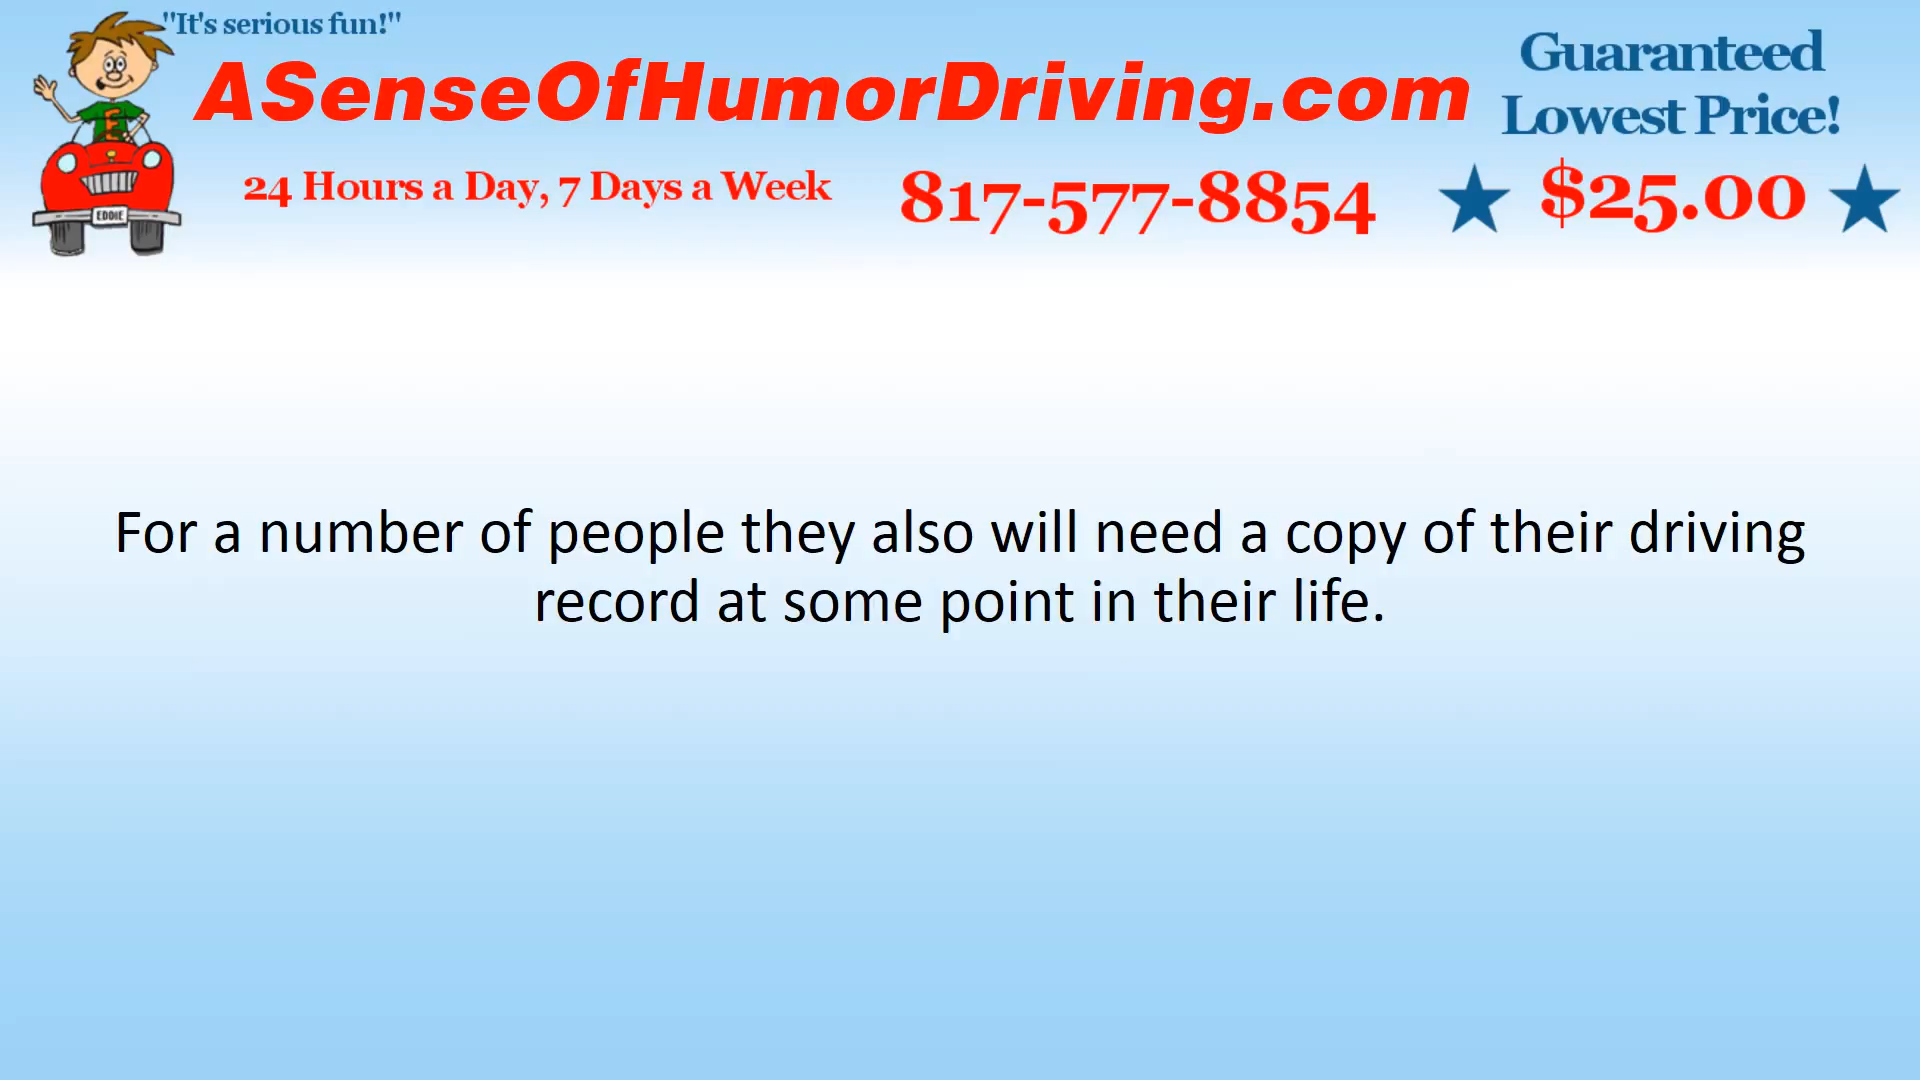 "It's serious fun!"
ASenseOfHumorDriving.com
Guaranteed
Lowest Price!
24 Hours a Day, 7 Days a Week
817-577-8854
$25.00
EDDIE
E
For a number of people they also will need a copy of their driving
record at some point in their life.